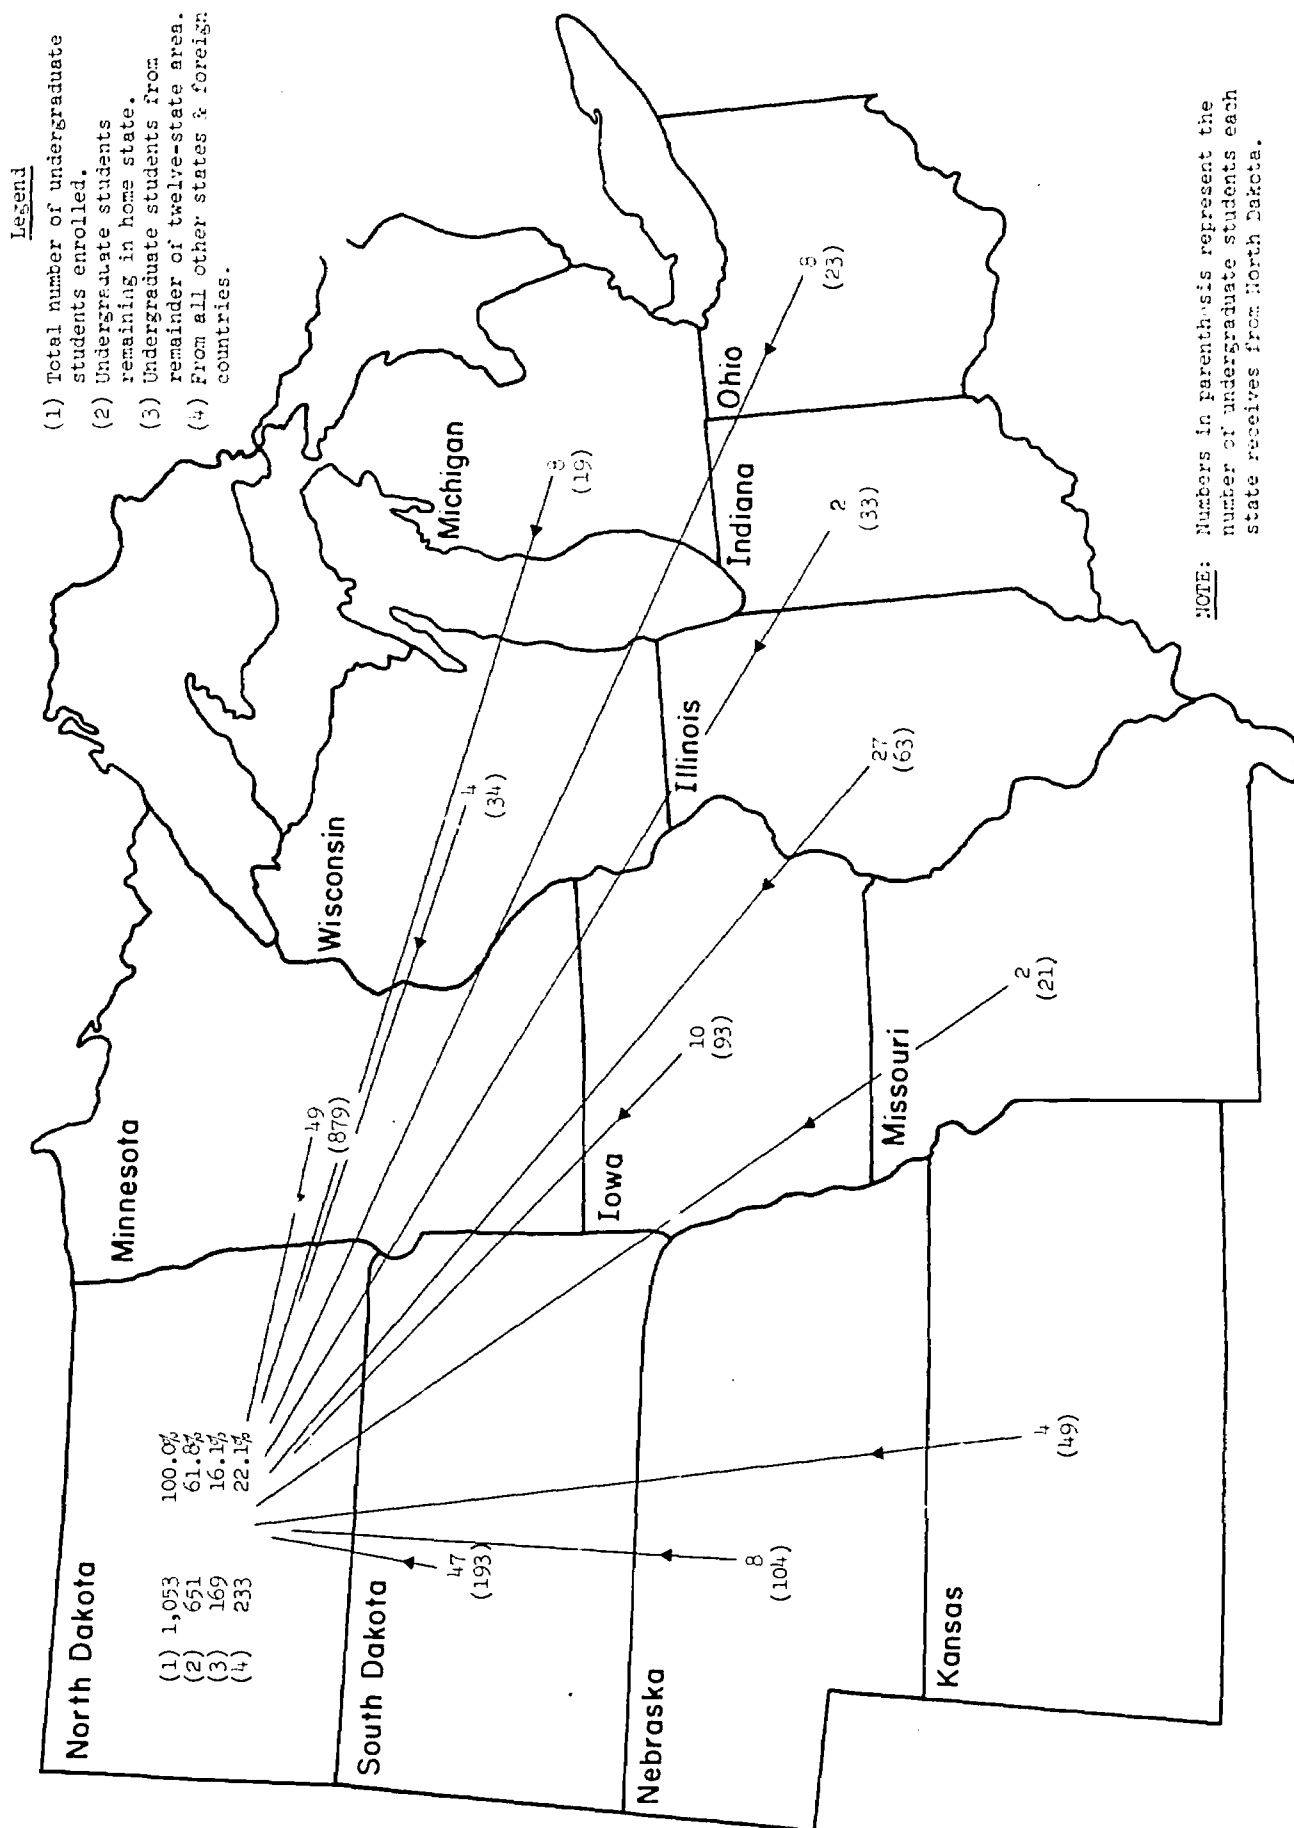 Legend
(1) Total number of undergraduate
students enrolled.
(2) Undergraduate students
remaining in home state.
(3) Undergraduate students from
remainder of twelve-state area.
(4) From all other states & foreign
countries.
North Dakota
(1) 1,053 100.0%
(2) 651 61.8%
(3) 169 16.1%
(4) 233 22.1%
Minnesota
49
(879)
Wisconsin
4
(34)
Michigan
8
(19)
South Dakota
47
(193)
Iowa
10
(93)
Illinois
27
(63)
Indiana
2
(33)
Ohio
8
(23)
Nebraska
8
(104)
Missouri
2
(21)
Kansas
4
(49)
NOTE: Numbers in parenthesis represent the
number of undergraduate students each
state receives from North Dakota.